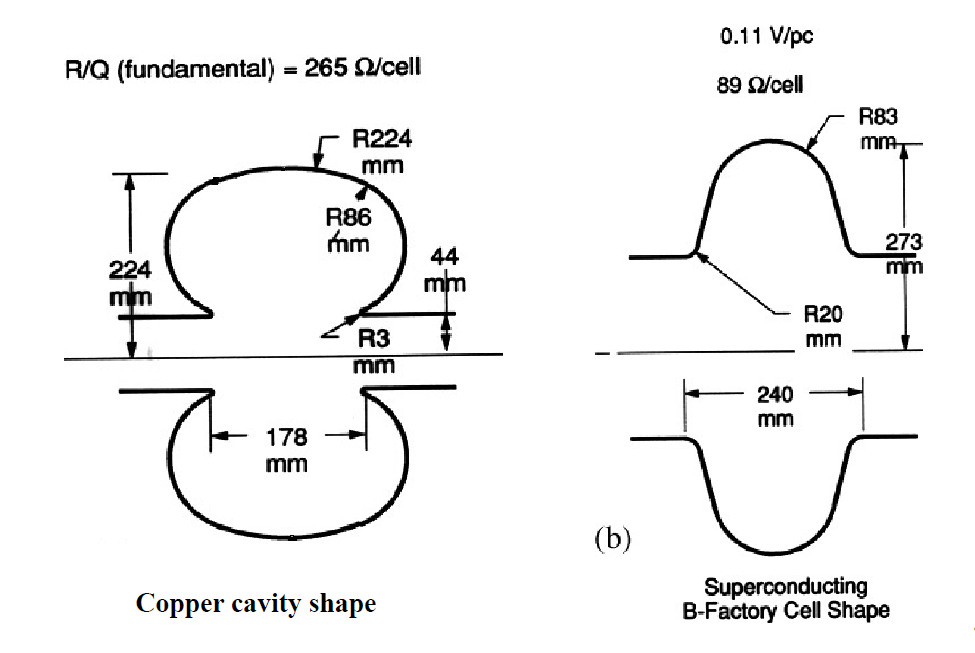 R/Q (fundamental) = 265 Ω/cell
R224
mm
R86
mm
224
mm
44
mm
R3
mm
178
mm
Copper cavity shape
0.11 V/pc
89 Ω/cell
R83
mm
273
mm
R20
mm
240
mm
(b)
Superconducting
B-Factory Cell Shape